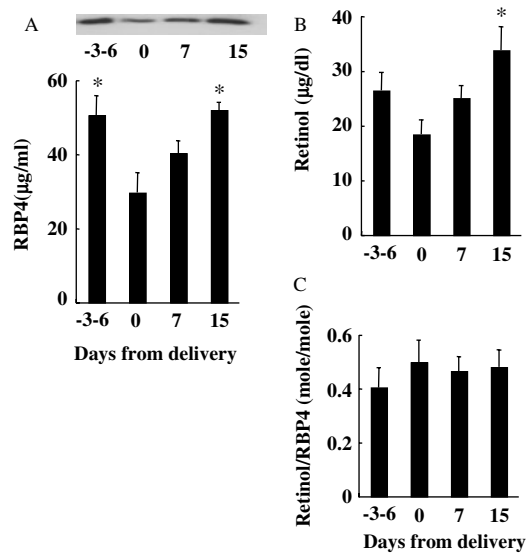 A
-3-6 0 7 15
*
*
60
40
20
0
RBP4(μg/ml)
-3-6 0 7 15
Days from delivery
B
*
40
30
20
10
0
Retinol (μg/dl)
-3-6 0 7 15
C
0.6
0.4
0.2
0
Retinol/RBP4 (mole/mole)
-3-6 0 7 15
Days from delivery